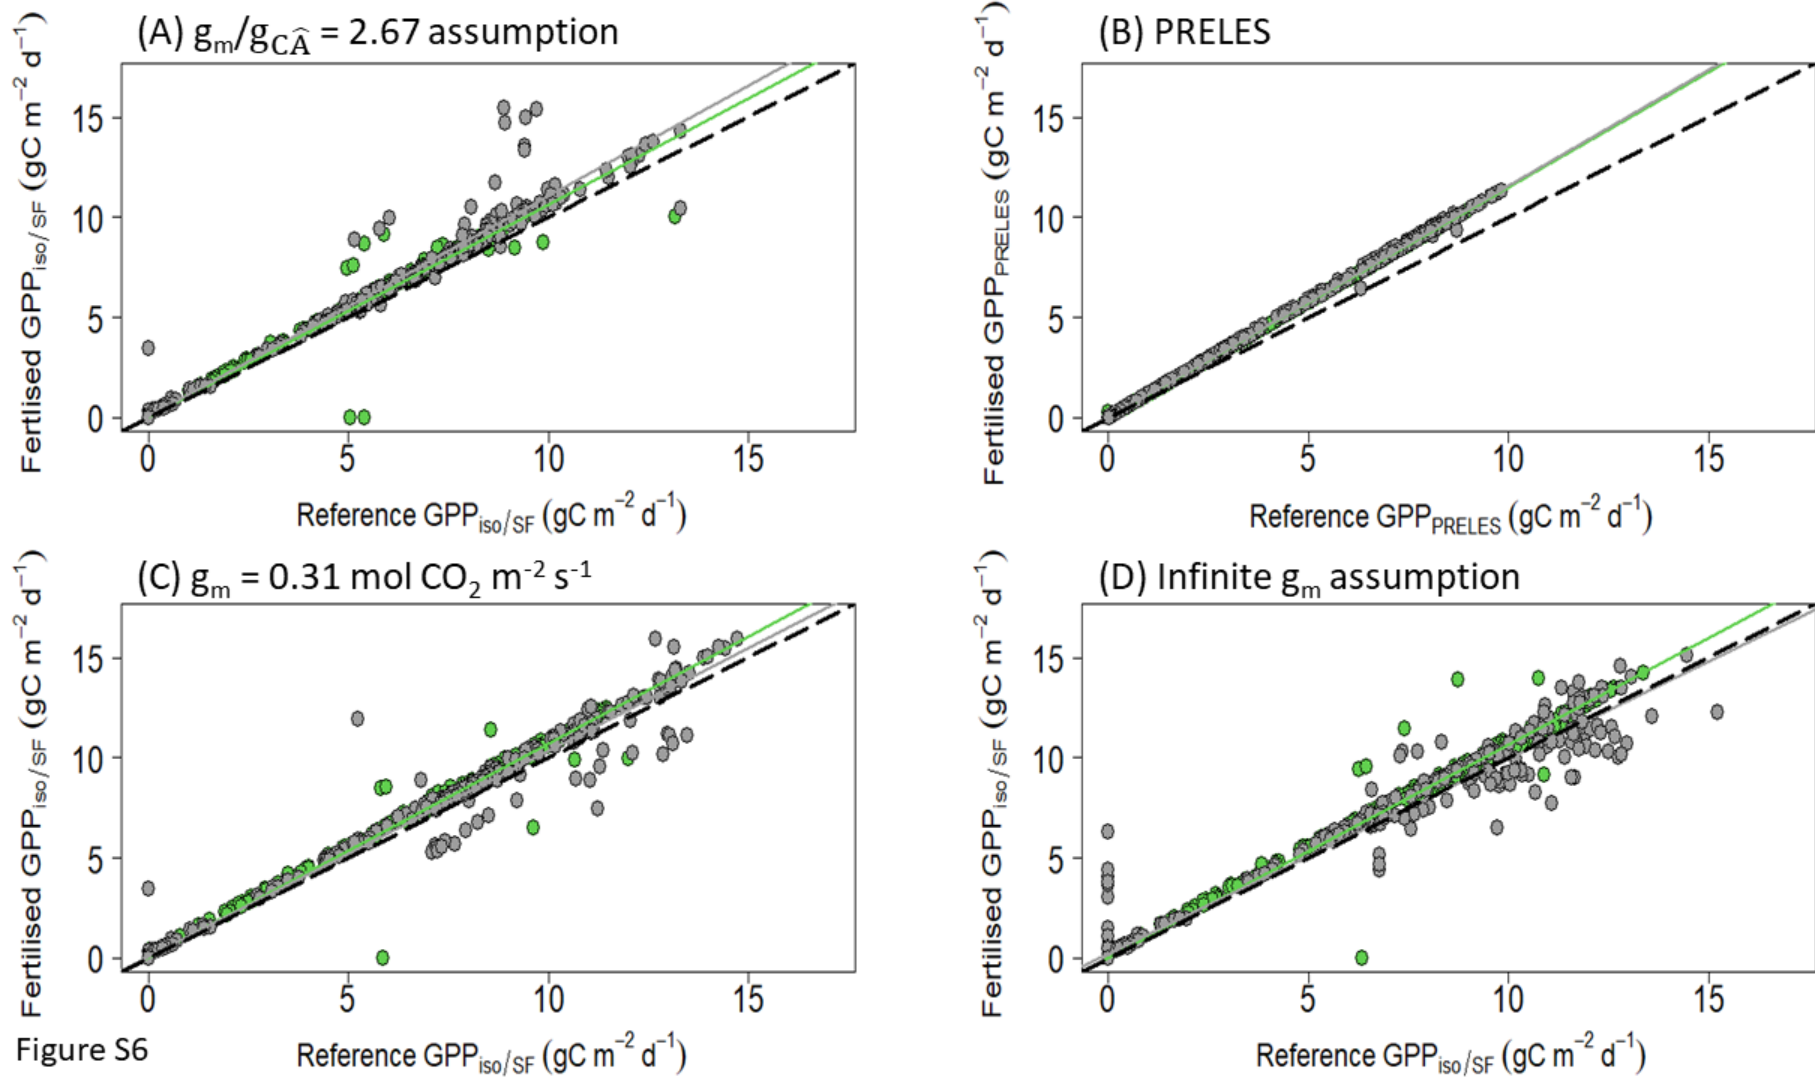 (A) gₘ/g_CÂ = 2.67 assumption
Fertlised GPPiso/SF (gC m⁻² d⁻¹)
15
10
5
0
0 5 10 15
Reference GPPiso/SF (gC m⁻² d⁻¹)
(B) PRELES
Fertilised GPPPRELES (gC m⁻² d⁻¹)
15
10
5
0
0 5 10 15
Reference GPPPRELES (gC m⁻² d⁻¹)
(C) gₘ = 0.31 mol CO₂ m⁻² s⁻¹
Fertilised GPPiso/SF (gC m⁻² d⁻¹)
15
10
5
0
0 5 10 15
Reference GPPiso/SF (gC m⁻² d⁻¹)
(D) Infinite gₘ assumption
Fertilised GPPiso/SF (gC m⁻² d⁻¹)
15
10
5
0
0 5 10 15
Reference GPPiso/SF (gC m⁻² d⁻¹)
Figure S6